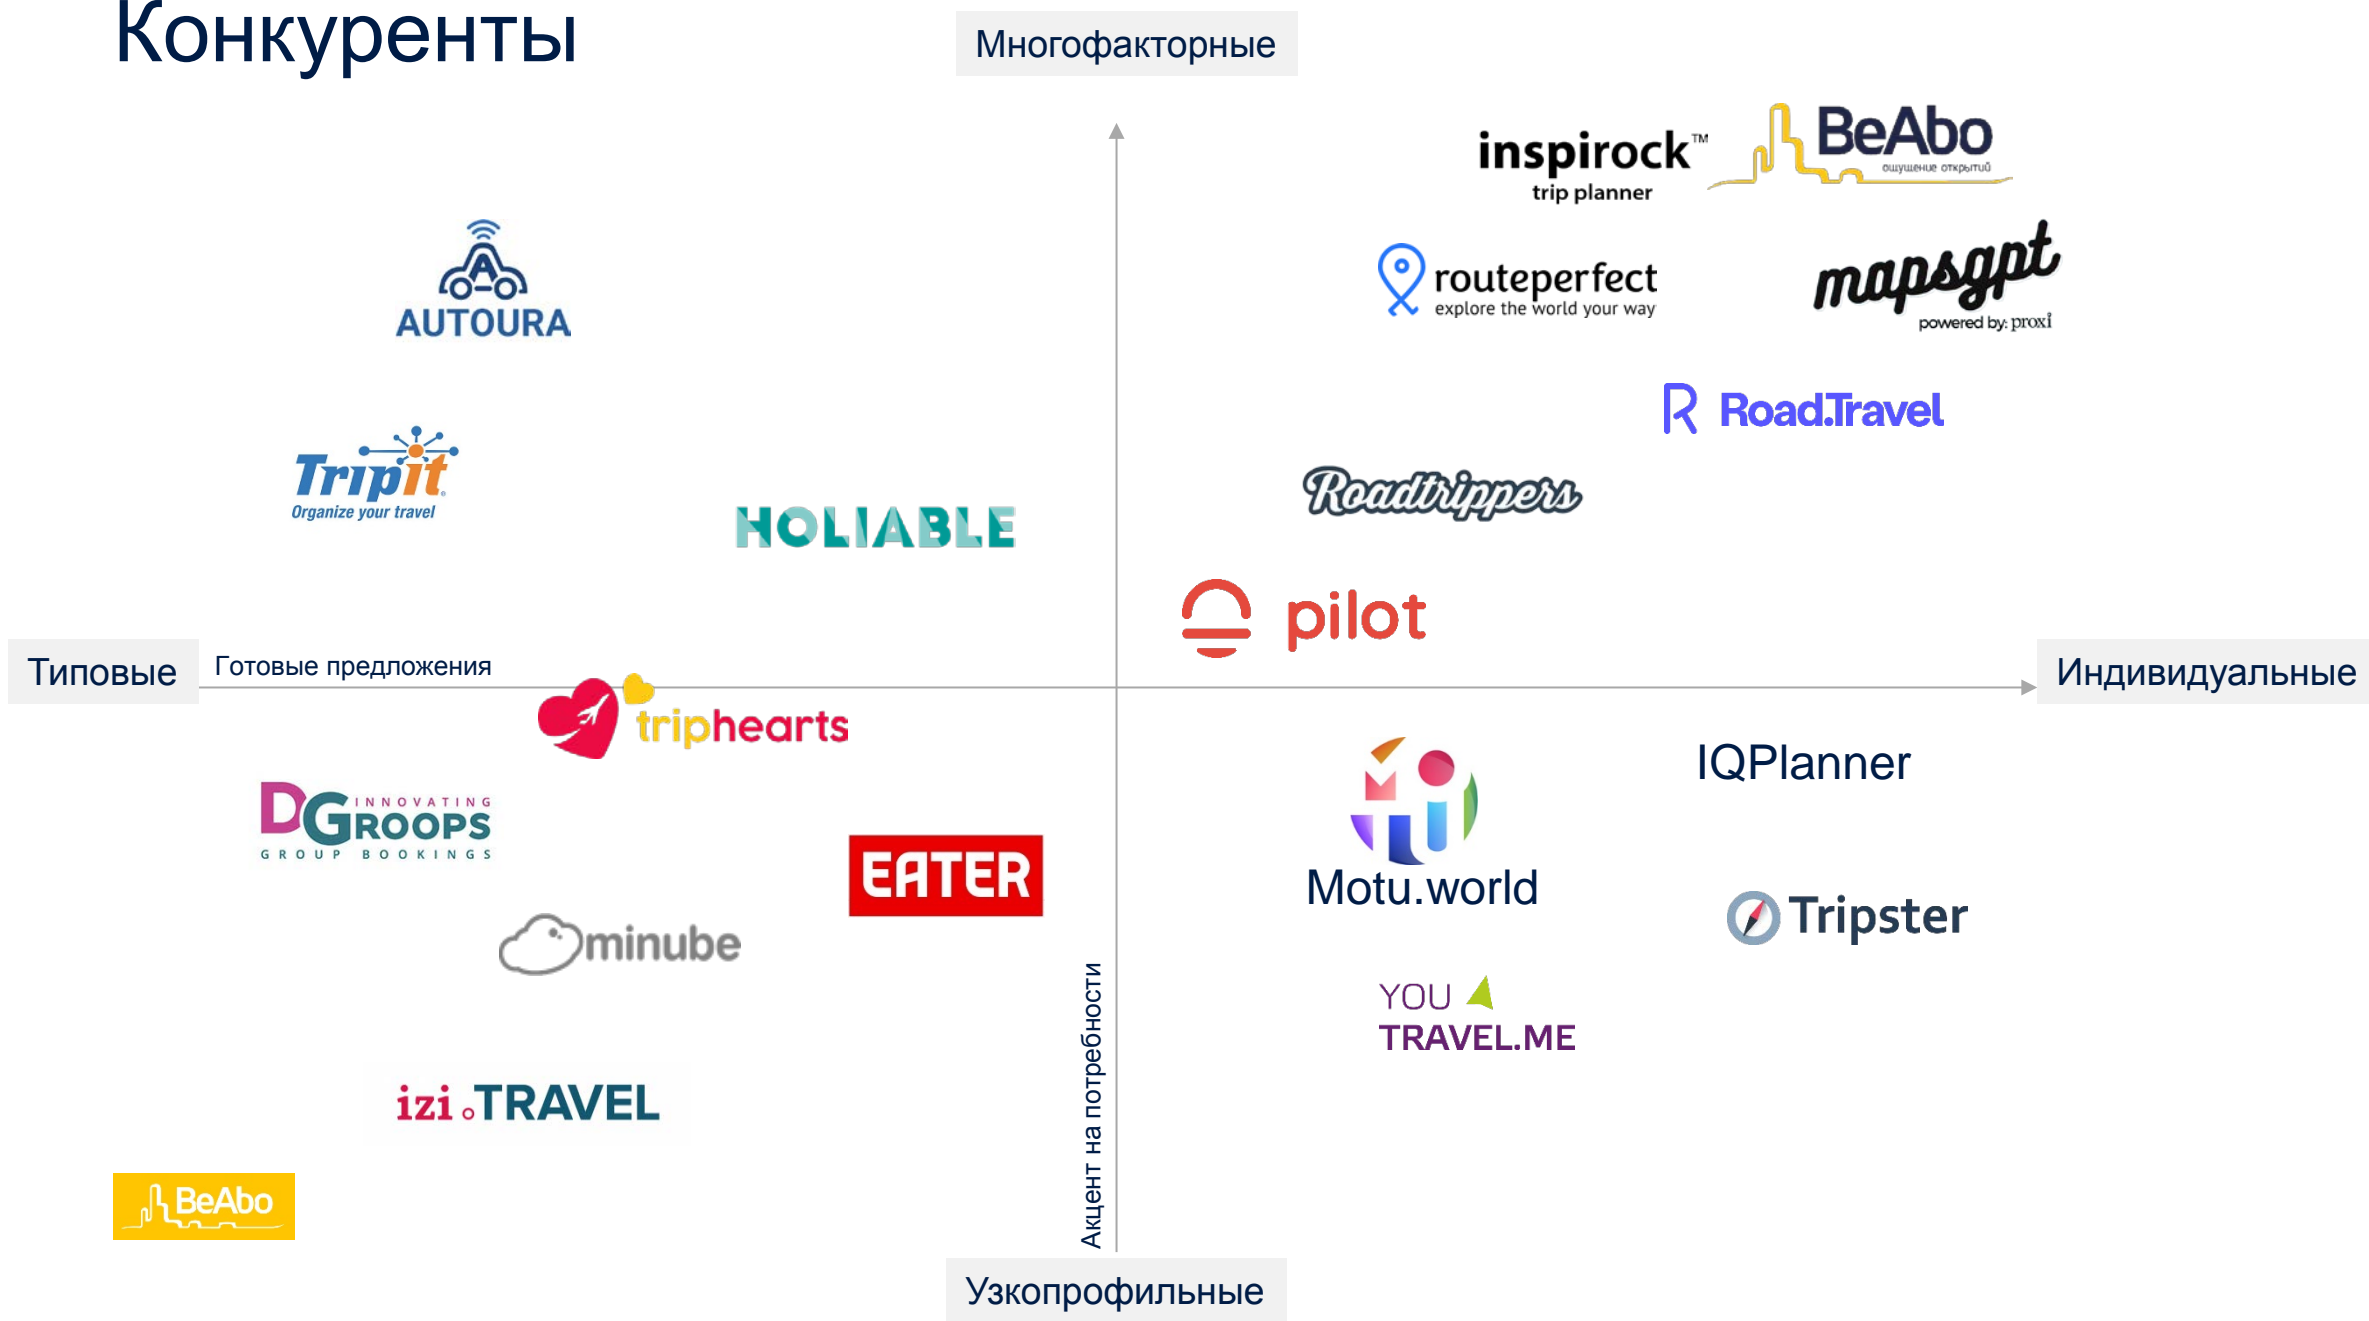 Конкуренты
Многофакторные
inspirock™
trip planner
BeAbo
ощущение открытий
AUTOURA
routeperfect
explore the world your way
mapsgpt
powered by: proxi
Road.Travel
Tripit®
Organize your travel
HOLIABLE
Roadtrippers
pilot
Типовые
Готовые предложения
Индивидуальные
triphearts
IQPlanner
DGROOPS
INNOVATING
GROUP BOOKINGS
EATER
Motu.world
Tripster
minube
YOU
TRAVEL.ME
Акцент на потребности
izi.TRAVEL
BeAbo
Узкопрофильные